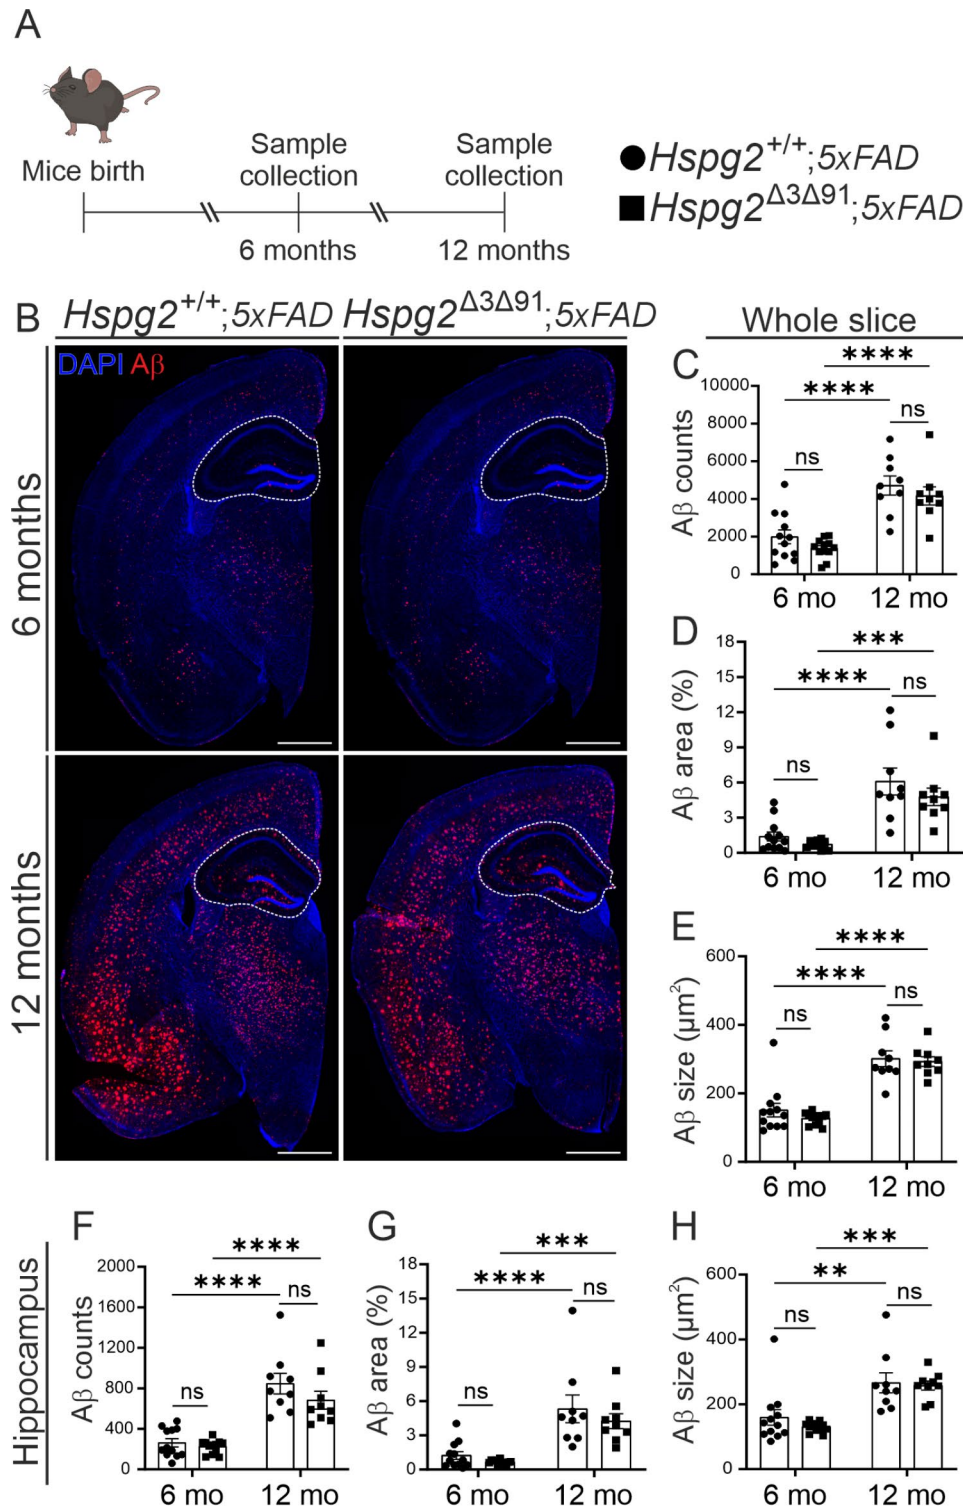 A
Mice birth
Sample
collection
6 months
Sample
collection
12 months
Hspg2+/+;5xFAD
Hspg2Δ3Δ91;5xFAD
B
Hspg2+/+;5xFAD
Hspg2Δ3Δ91;5xFAD
DAPI Aβ
6 months
12 months
Whole slice
C
Aβ counts
10000
8000
6000
4000
2000
0
ns
****
****
ns
6 mo
12 mo
D
Aβ area (%)
18
15
12
9
6
3
0
ns
****
***
ns
6 mo
12 mo
E
Aβ size (µm²)
600
400
200
0
ns
****
****
ns
6 mo
12 mo
Hippocampus
F
Aβ counts
2000
1600
1200
800
400
0
ns
****
****
ns
6 mo
12 mo
G
Aβ area (%)
18
15
12
9
6
3
0
ns
****
***
ns
6 mo
12 mo
H
Aβ size (µm²)
600
400
200
0
ns
**
***
ns
6 mo
12 mo